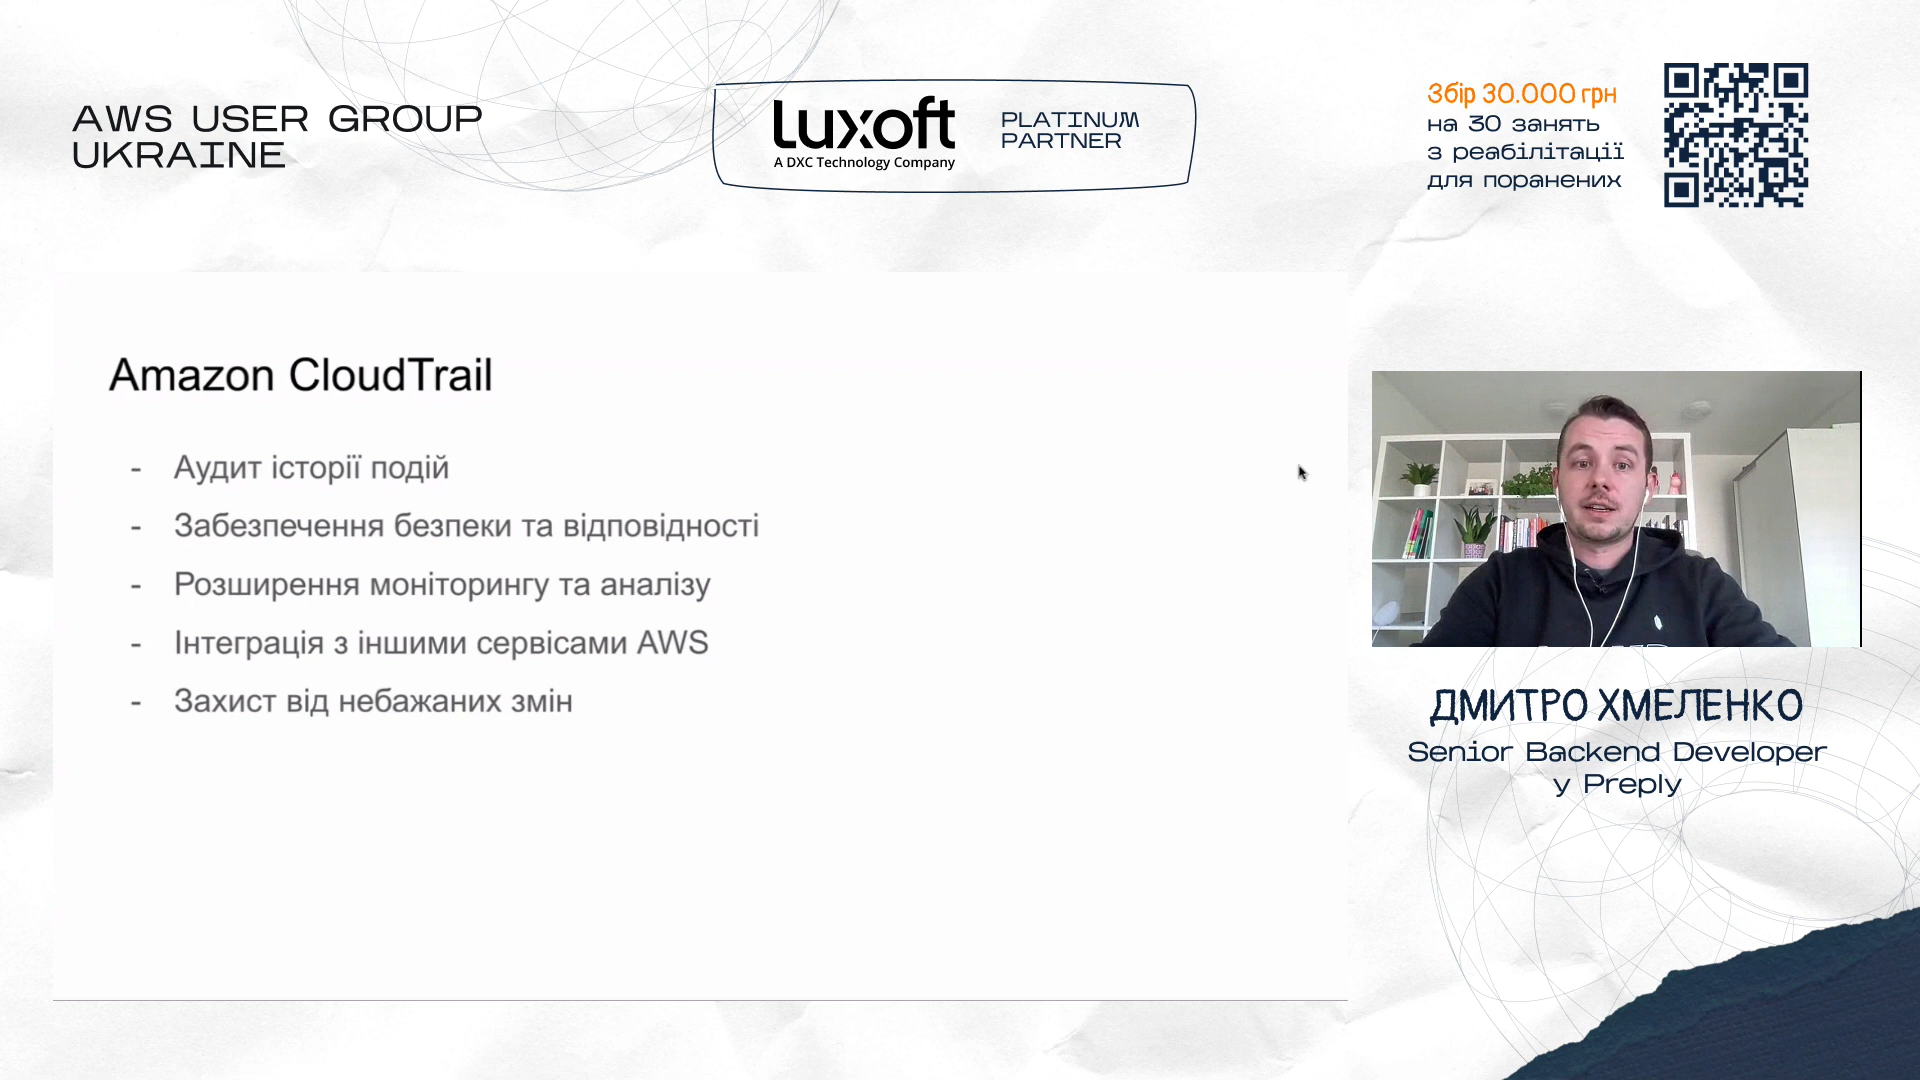 AWS USER GROUP
UKRAINE
Luxoft
A DXC Technology Company
PLATINUM
PARTNER
Збір 30.000 грн
на 30 занять
з реабілітації
для поранених
Amazon CloudTrail
- Аудит історії подій
- Забезпечення безпеки та відповідності
- Розширення моніторингу та аналізу
- Інтеграція з іншими сервісами AWS
- Захист від небажаних змін
ДМИТРО ХМЕЛЕНКО
Senior Backend Developer
у Preply